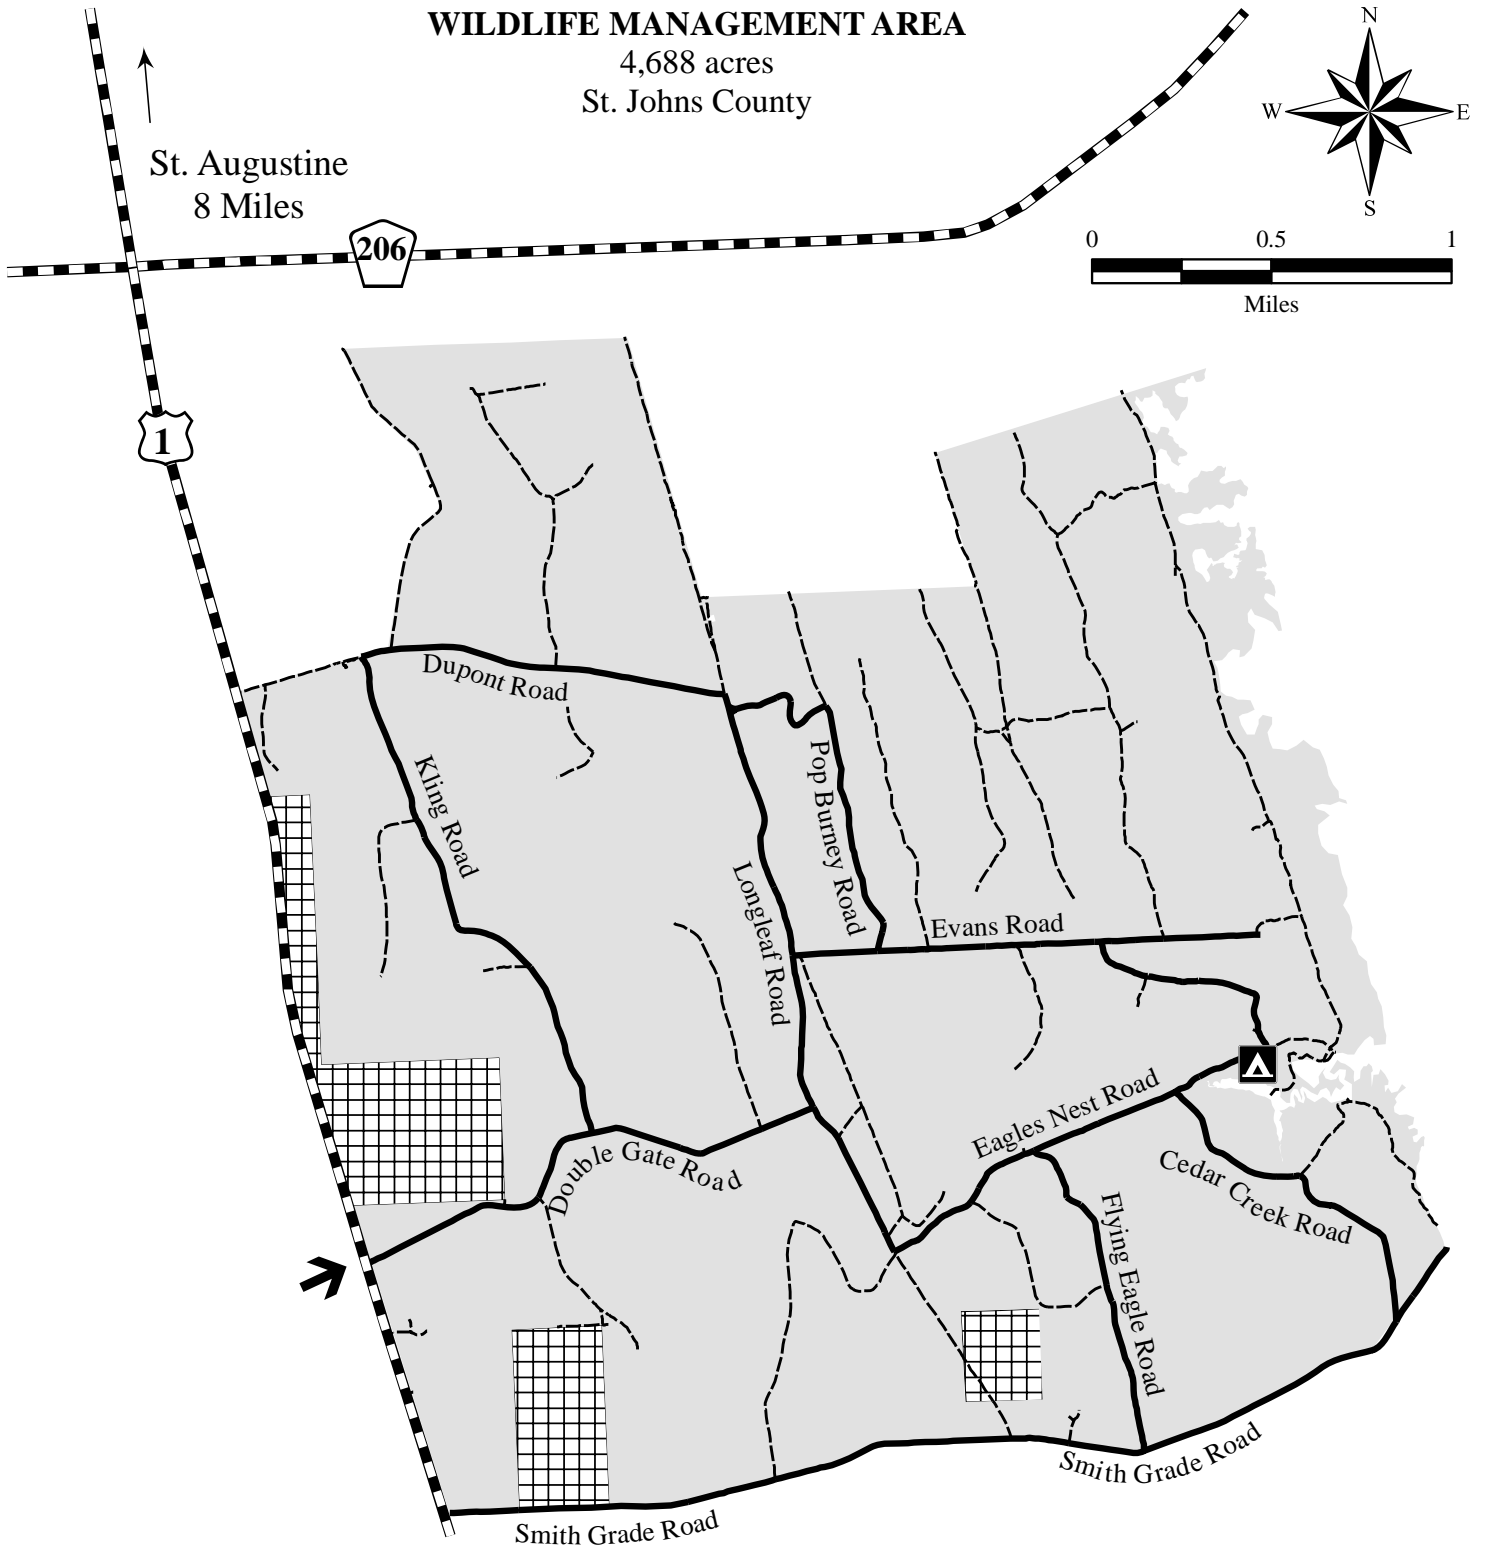 WILDLIFE MANAGEMENT AREA
4,688 acres
St. Johns County
N
W
E
S
St. Augustine
8 Miles
206
0 0.5 1
Miles
1
Dupont Road
Kling Road
Pop Burney Road
Longleaf Road
Evans Road
Eagles Nest Road
Double Gate Road
Cedar Creek Road
Flying Eagle Road
Smith Grade Road
Smith Grade Road